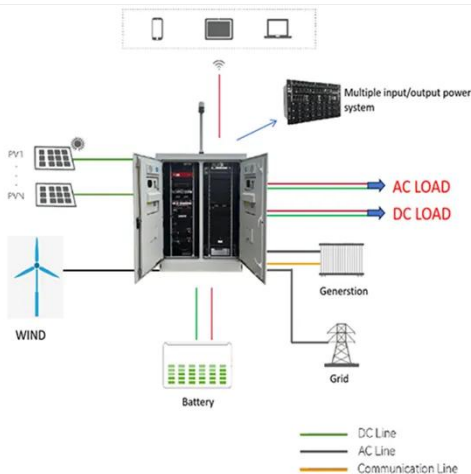 Multiple input/output power
system
PV1
PVN
AC LOAD
DC LOAD
WIND
Generstion
Grid
Battery
DC Line
AC Line
Communication Line